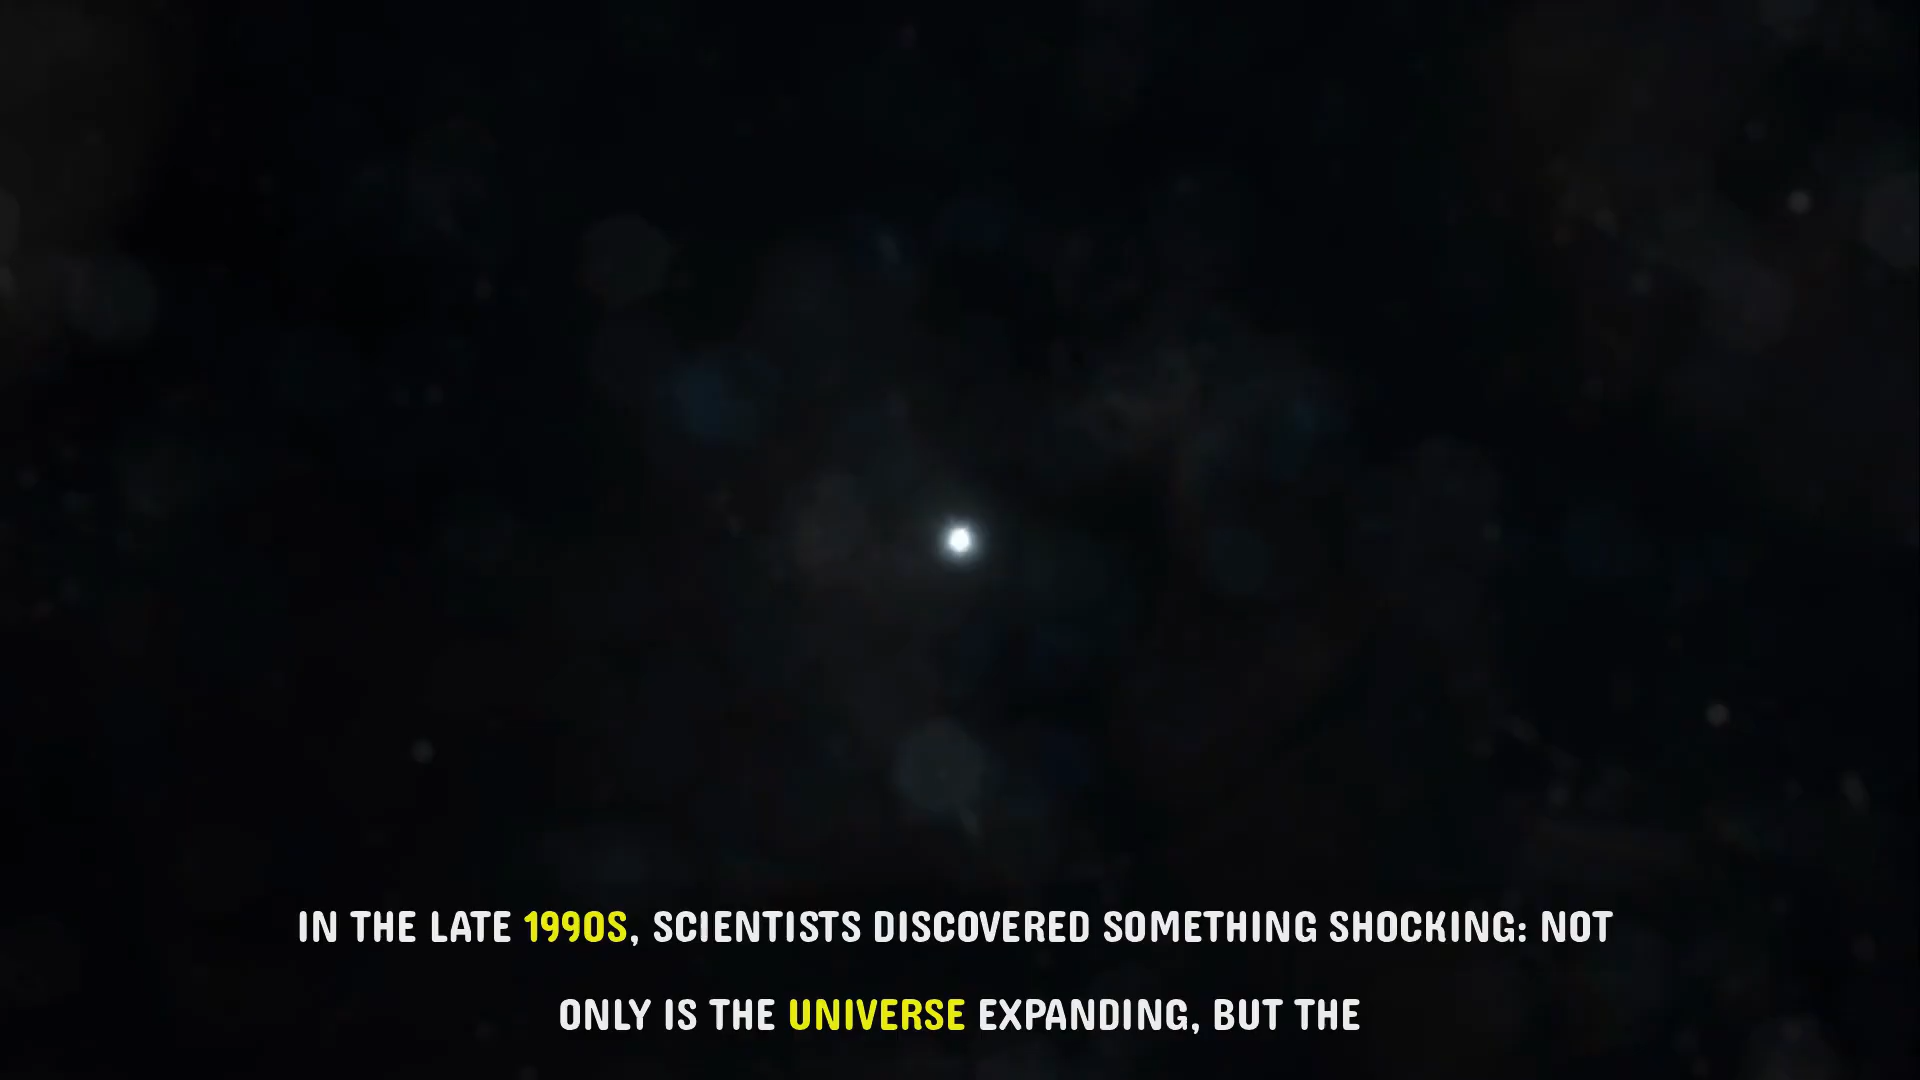 IN THE LATE 1990S, SCIENTISTS DISCOVERED SOMETHING SHOCKING: NOT
ONLY IS THE UNIVERSE EXPANDING, BUT THE